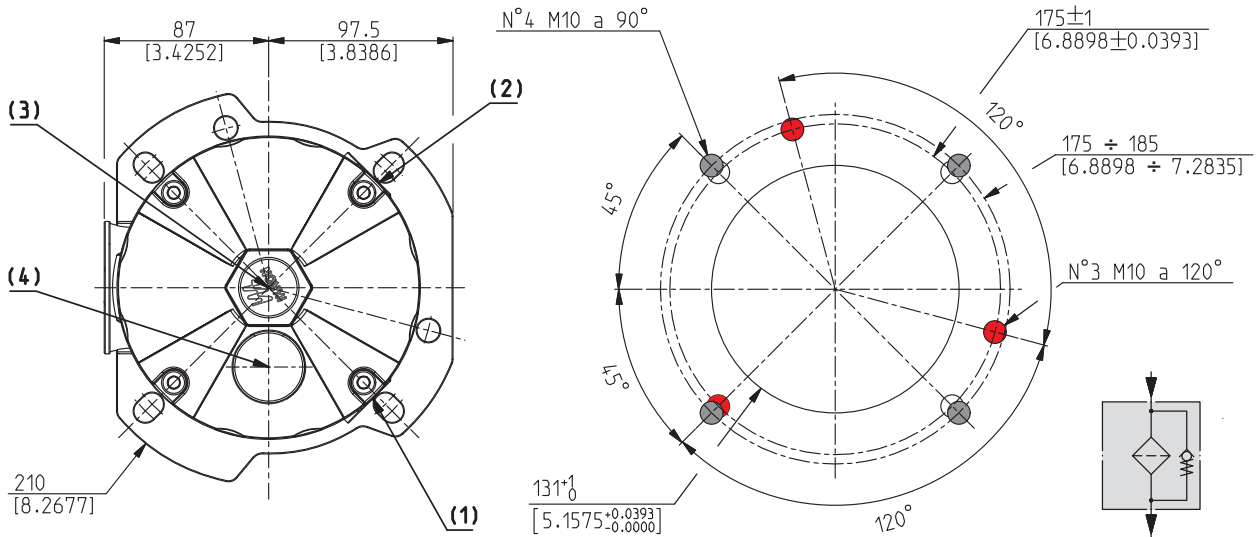 87
[3.4252]
97.5
[3.8386]
(3)
(2)
(4)
(1)
210
[8.2677]
N°4 M10 a 90°
175±1
[6.8898±0.0393]
120°
175 ÷ 185
[6.8898 ÷ 7.2835]
45°
N°3 M10 a 120°
45°
131 +1 0
[5.1575 +0.0393 -0.0000]
120°